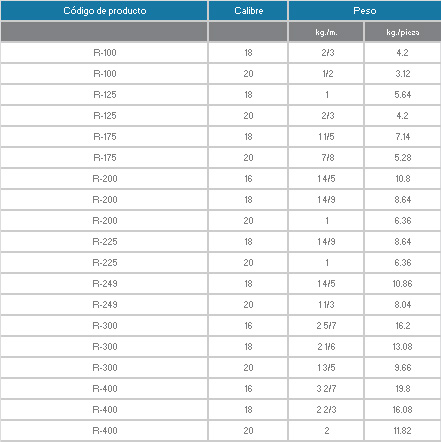 Código de producto Calibre Peso
kg./m. kg./pieza
R-100 18 2/3 4.2
R-100 20 1/2 3.12
R-125 18 1 5.64
R-125 20 2/3 4.2
R-175 18 1 1/5 7.14
R-175 20 7/8 5.28
R-200 16 1 4/5 10.8
R-200 18 1 4/9 8.64
R-200 20 1 6.36
R-225 18 1 4/9 8.64
R-225 20 1 6.36
R-249 18 1 4/5 10.86
R-249 20 1 1/3 8.04
R-300 16 2 5/7 16.2
R-300 18 2 1/6 13.08
R-300 20 1 3/5 9.66
R-400 16 3 2/7 19.8
R-400 18 2 2/3 16.08
R-400 20 2 11.82